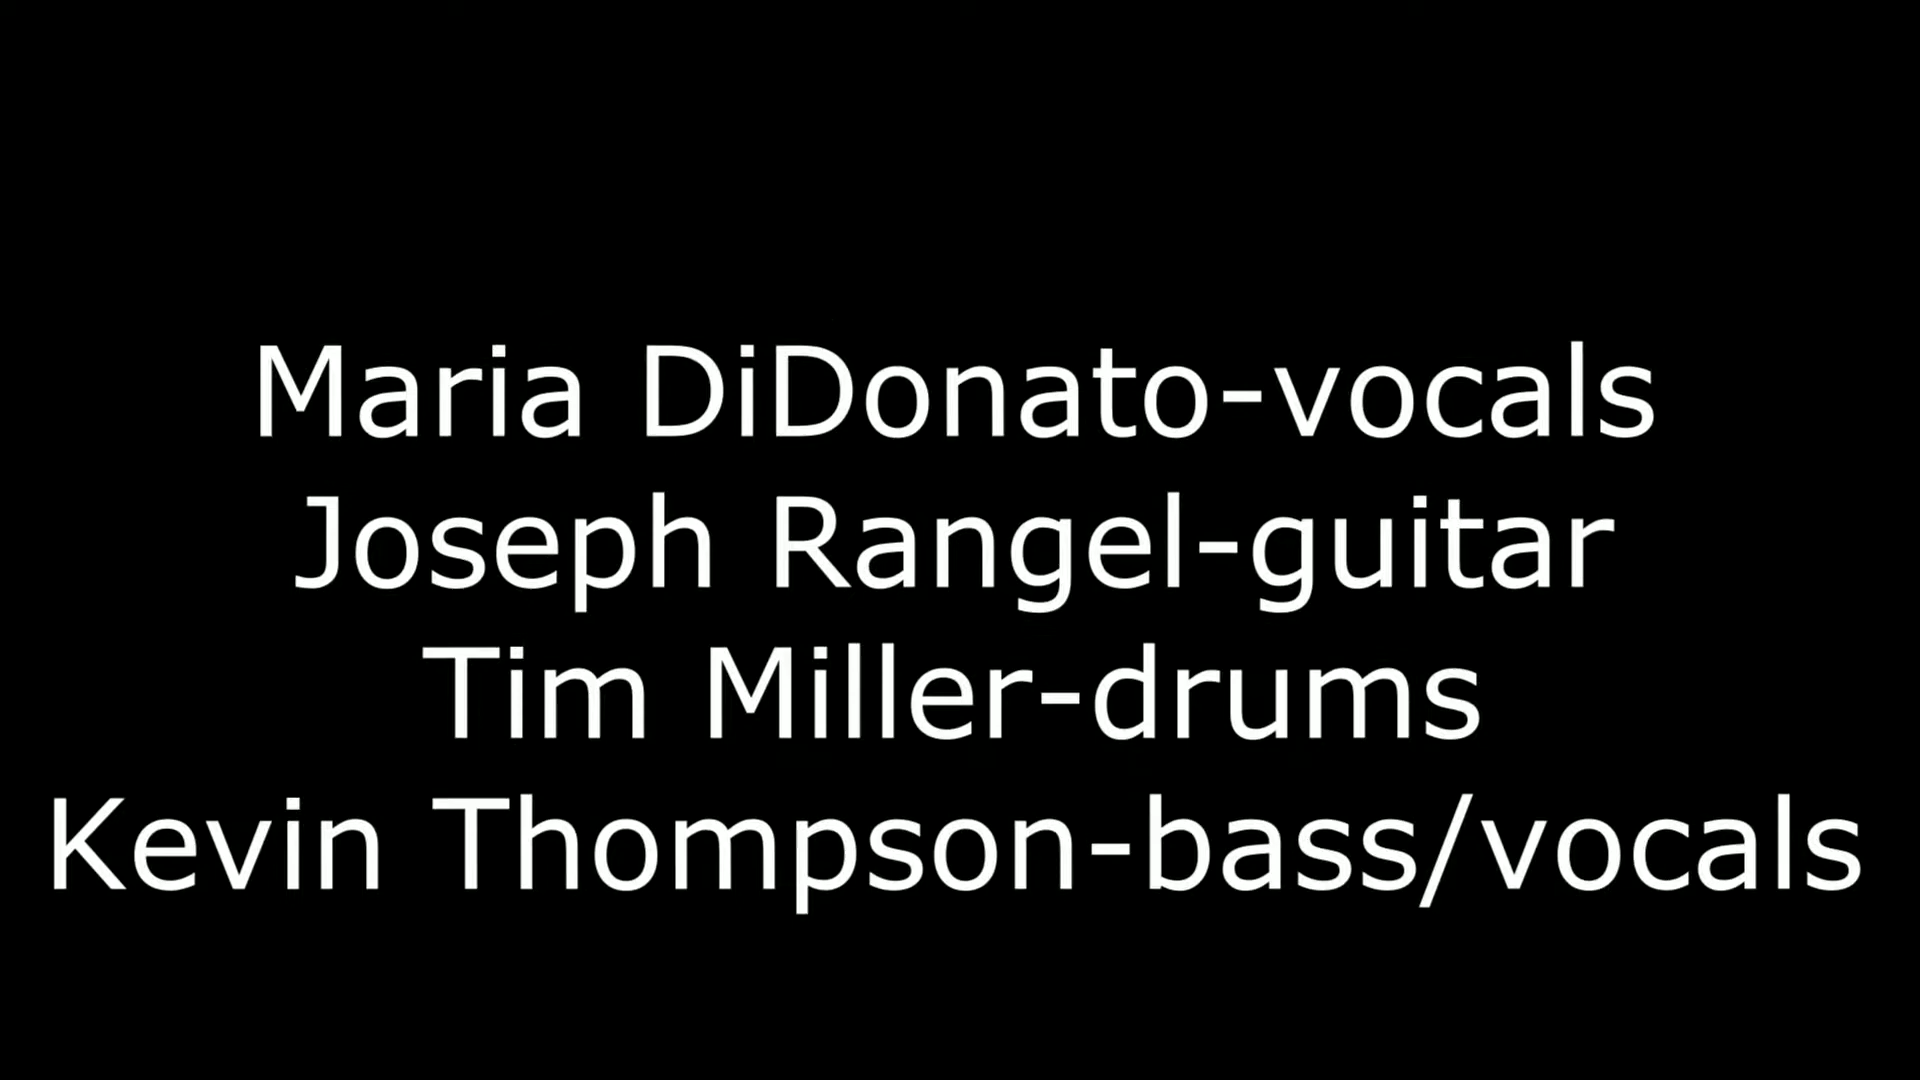 Maria DiDonato-vocals
Joseph Rangel-guitar
Tim Miller-drums
Kevin Thompson-bass/vocals